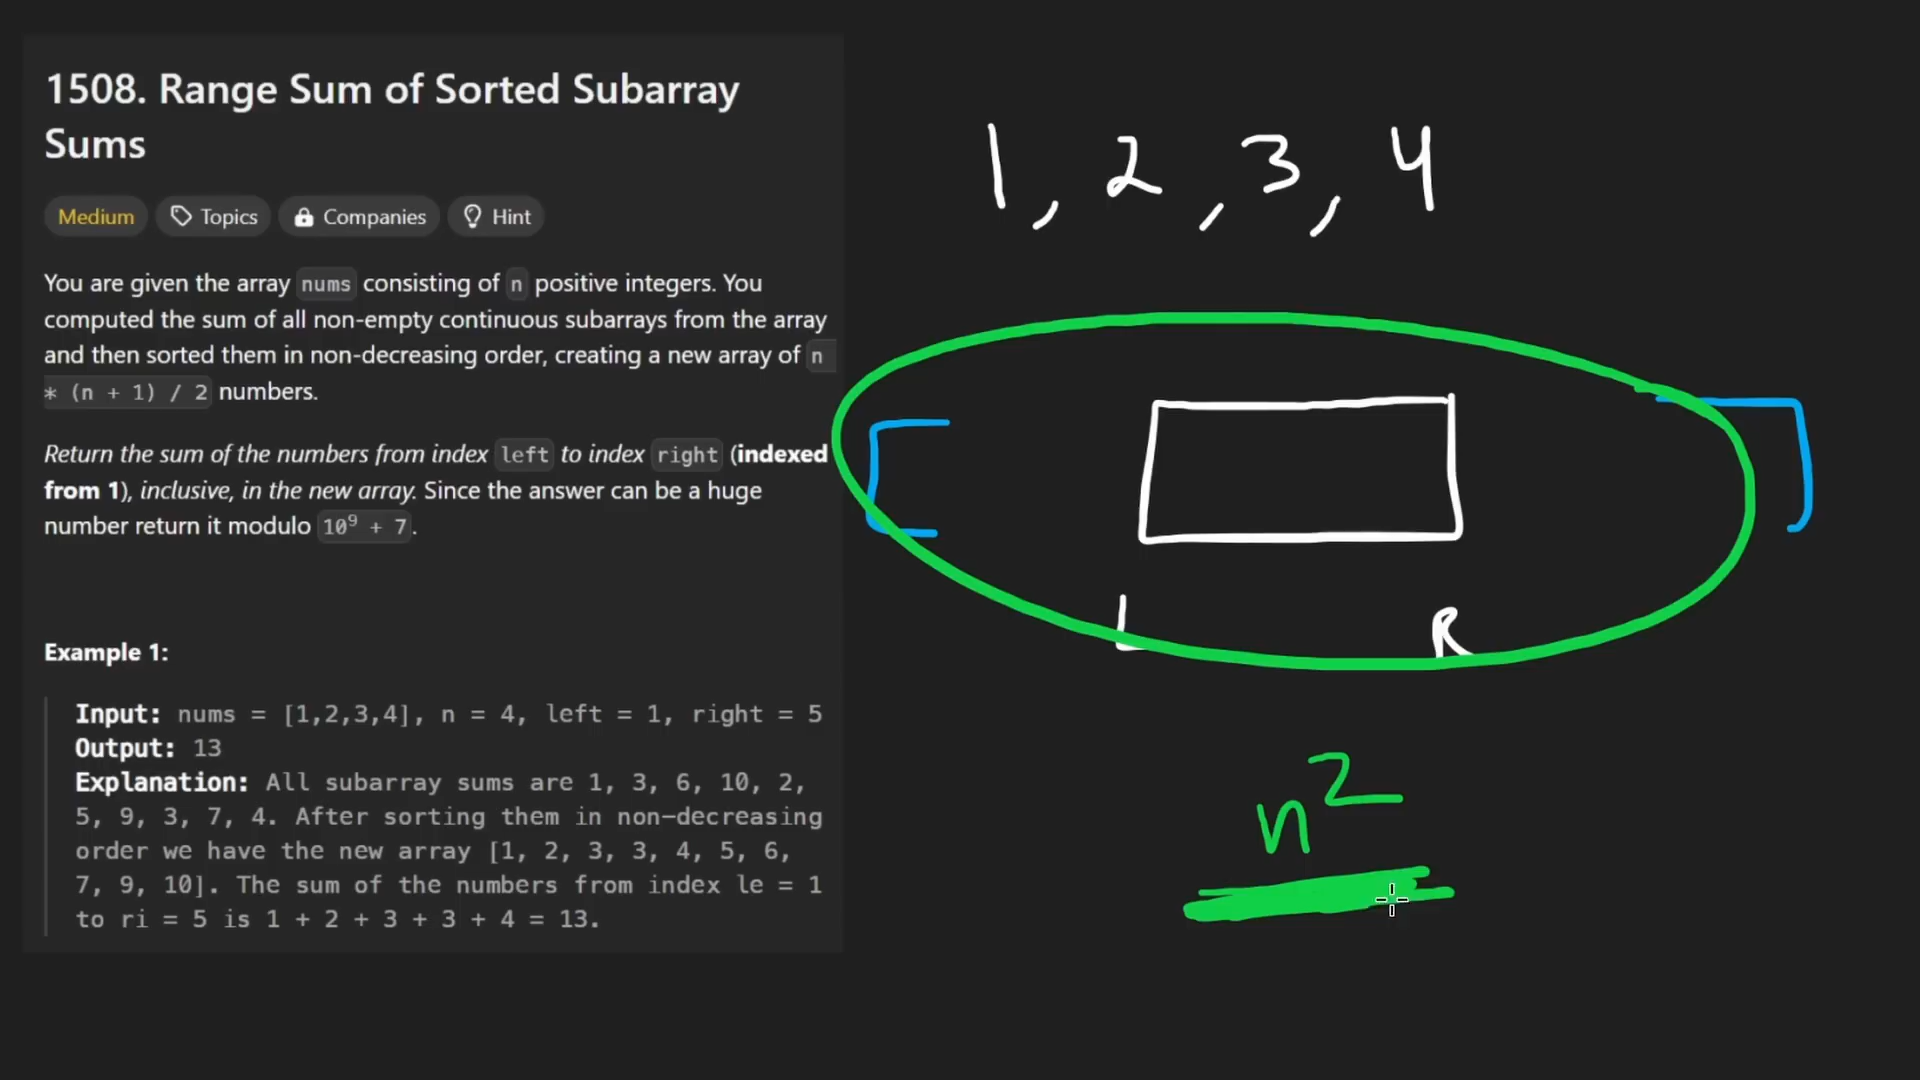 1508. Range Sum of Sorted Subarray
Sums
Medium Topics Companies Hint
You are given the array nums consisting of n positive integers. You
computed the sum of all non-empty continuous subarrays from the array
and then sorted them in non-decreasing order, creating a new array of n
* (n + 1) / 2 numbers.
Return the sum of the numbers from index left to index right (indexed
from 1), inclusive, in the new array. Since the answer can be a huge
number return it modulo 10⁹ + 7.
Example 1:
Input: nums = [1,2,3,4], n = 4, left = 1, right = 5
Output: 13
Explanation: All subarray sums are 1, 3, 6, 10, 2,
5, 9, 3, 7, 4. After sorting them in non-decreasing
order we have the new array [1, 2, 3, 3, 4, 5, 6,
7, 9, 10]. The sum of the numbers from index le = 1
to ri = 5 is 1 + 2 + 3 + 3 + 4 = 13.
1, 2, 3, 4
L R
n²